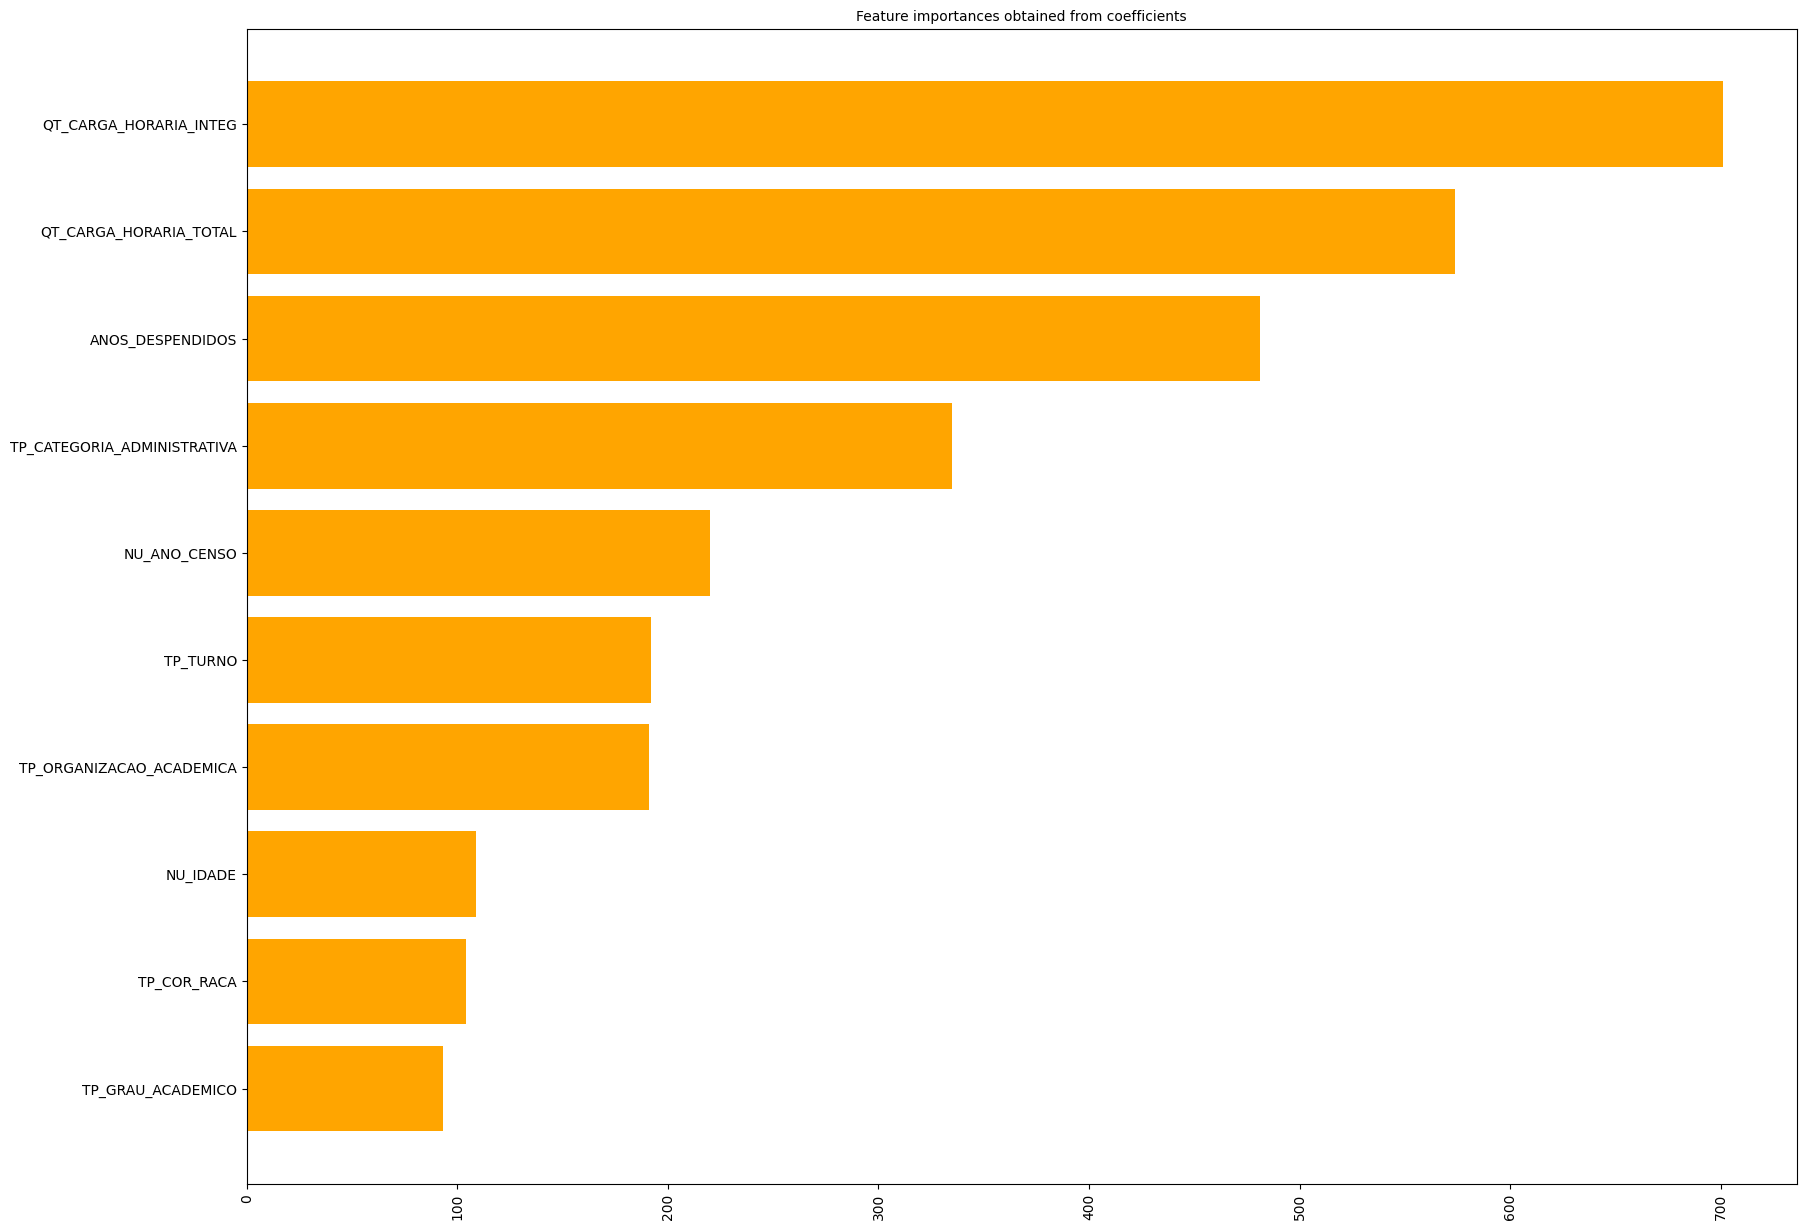 Feature importances obtained from coefficients
QT_CARGA_HORARIA_INTEG
QT_CARGA_HORARIA_TOTAL
ANOS_DESPENDIDOS
TP_CATEGORIA_ADMINISTRATIVA
NU_ANO_CENSO
TP_TURNO
TP_ORGANIZACAO_ACADEMICA
NU_IDADE
TP_COR_RACA
TP_GRAU_ACADEMICO
0
100
200
300
400
500
600
700